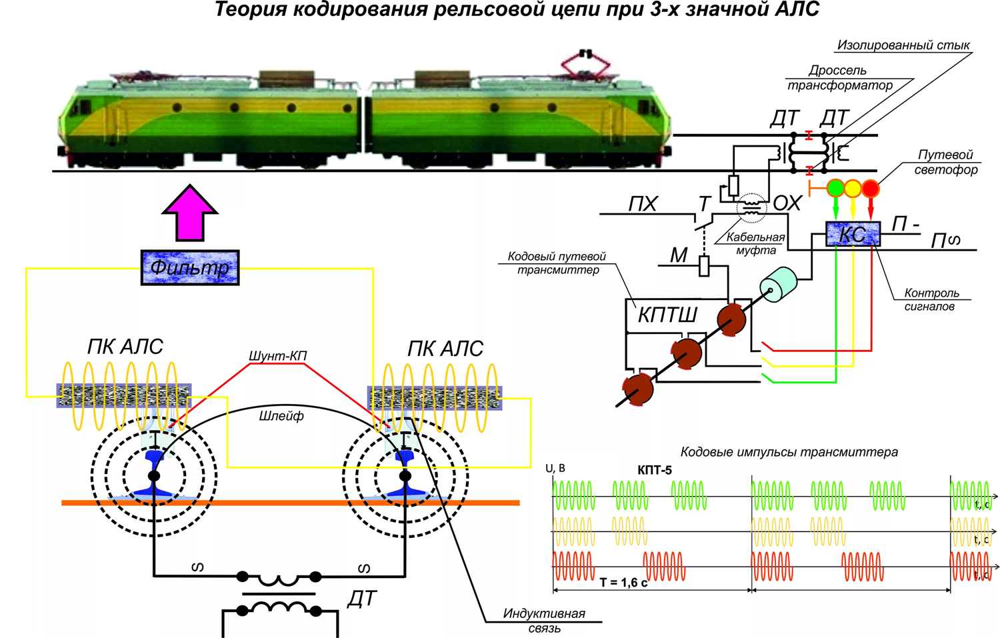 Теория кодирования рельсовой цепи при 3-х значной АЛС
Изолированный стык
Дроссель
трансформатор
ДТ ДТ
Путевой
светофор
ПХ Т ОХ
Кабельная
муфта
КС
П -
ПS
Кодовый путевой
трансмиттер
М
КПТШ
Контроль
сигналов
Фильтр
ПК АЛС
Шунт-КП
ПК АЛС
Шлейф
S
S
ДТ
Индуктивная
связь
Кодовые импульсы трансмиттера
U, В
КПТ-5
t, c
t, c
t, c
T = 1,6 c